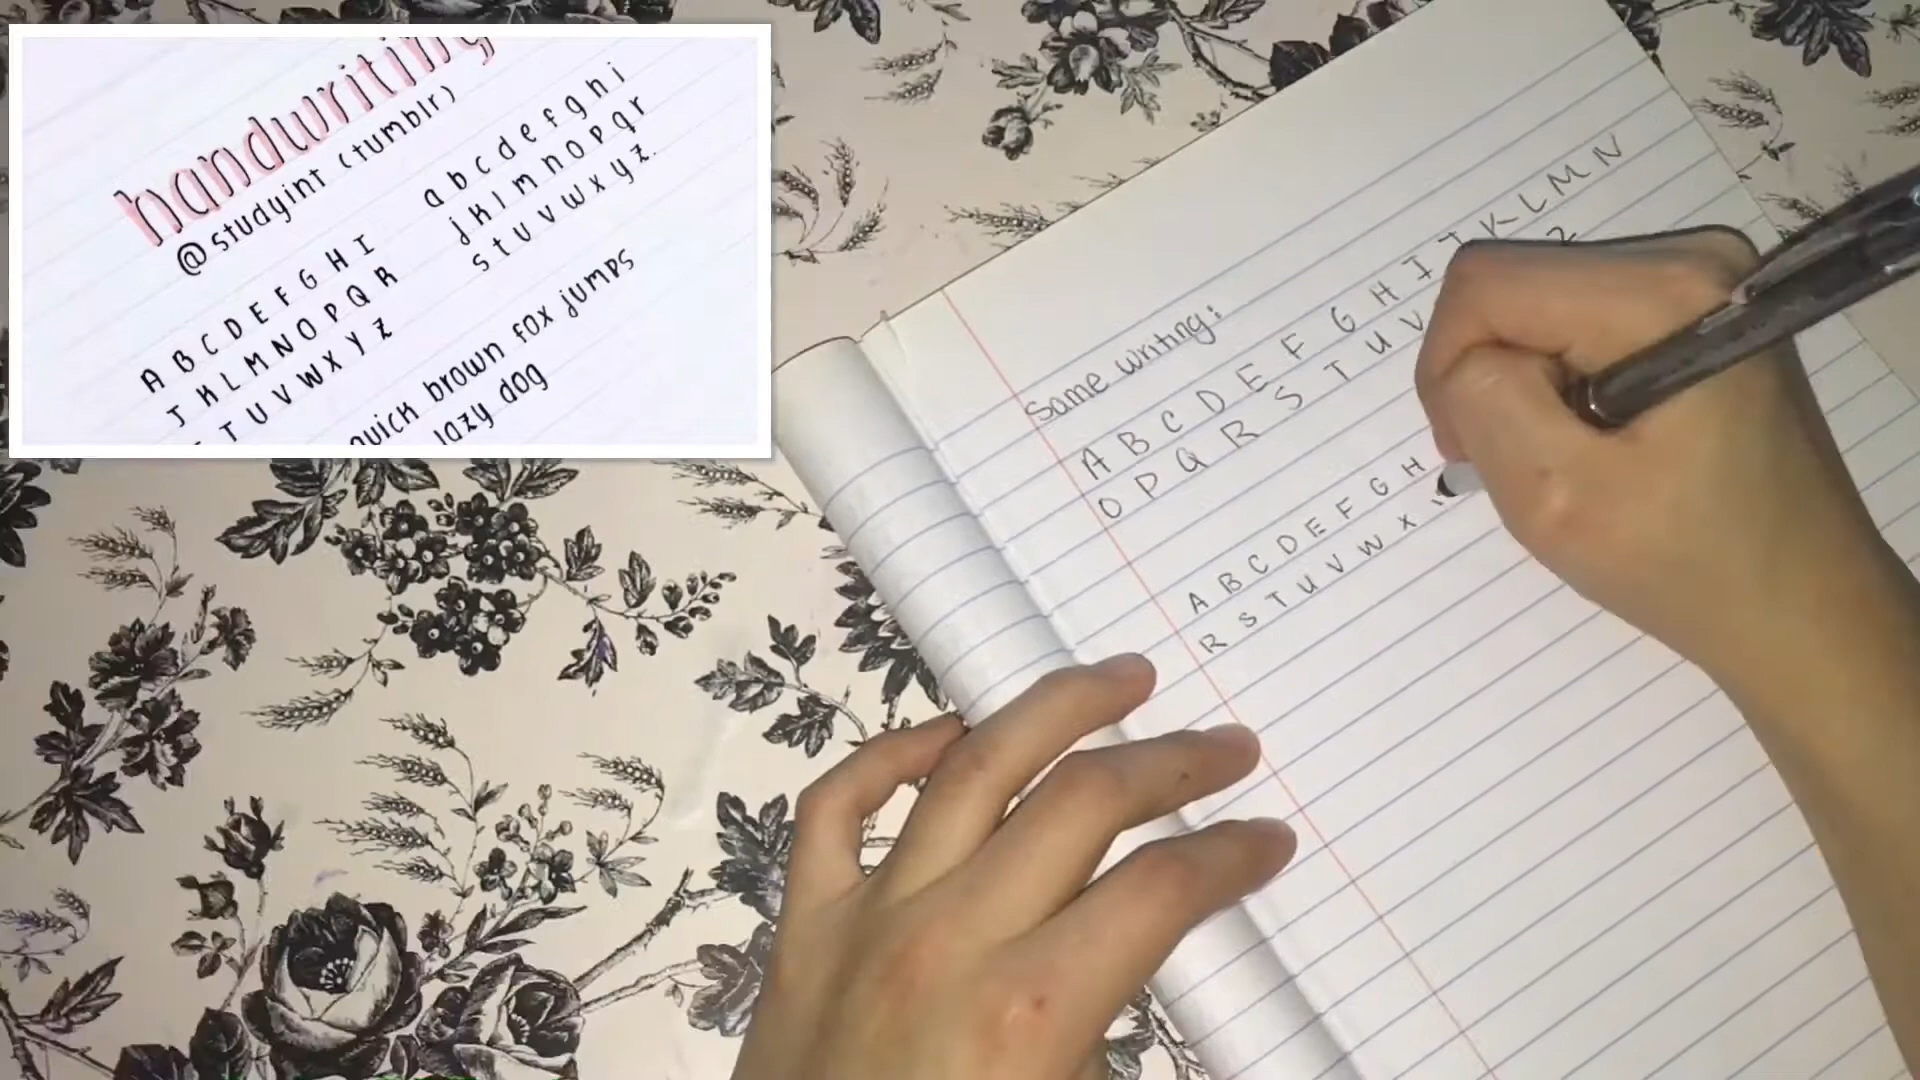 handwriting
@studyint (tumblr)
A B C D E F G H I
J K L M N O P Q R
T U V W X Y Z
a b c d e f g h i
j k l m n o p q r
s t u v w x y z.
quick brown fox jumps
lazy dog
Same writing:
A B C D E F G H I J K L M N
O P Q R S T U V Z
A B C D E F G H
R S T U V W X